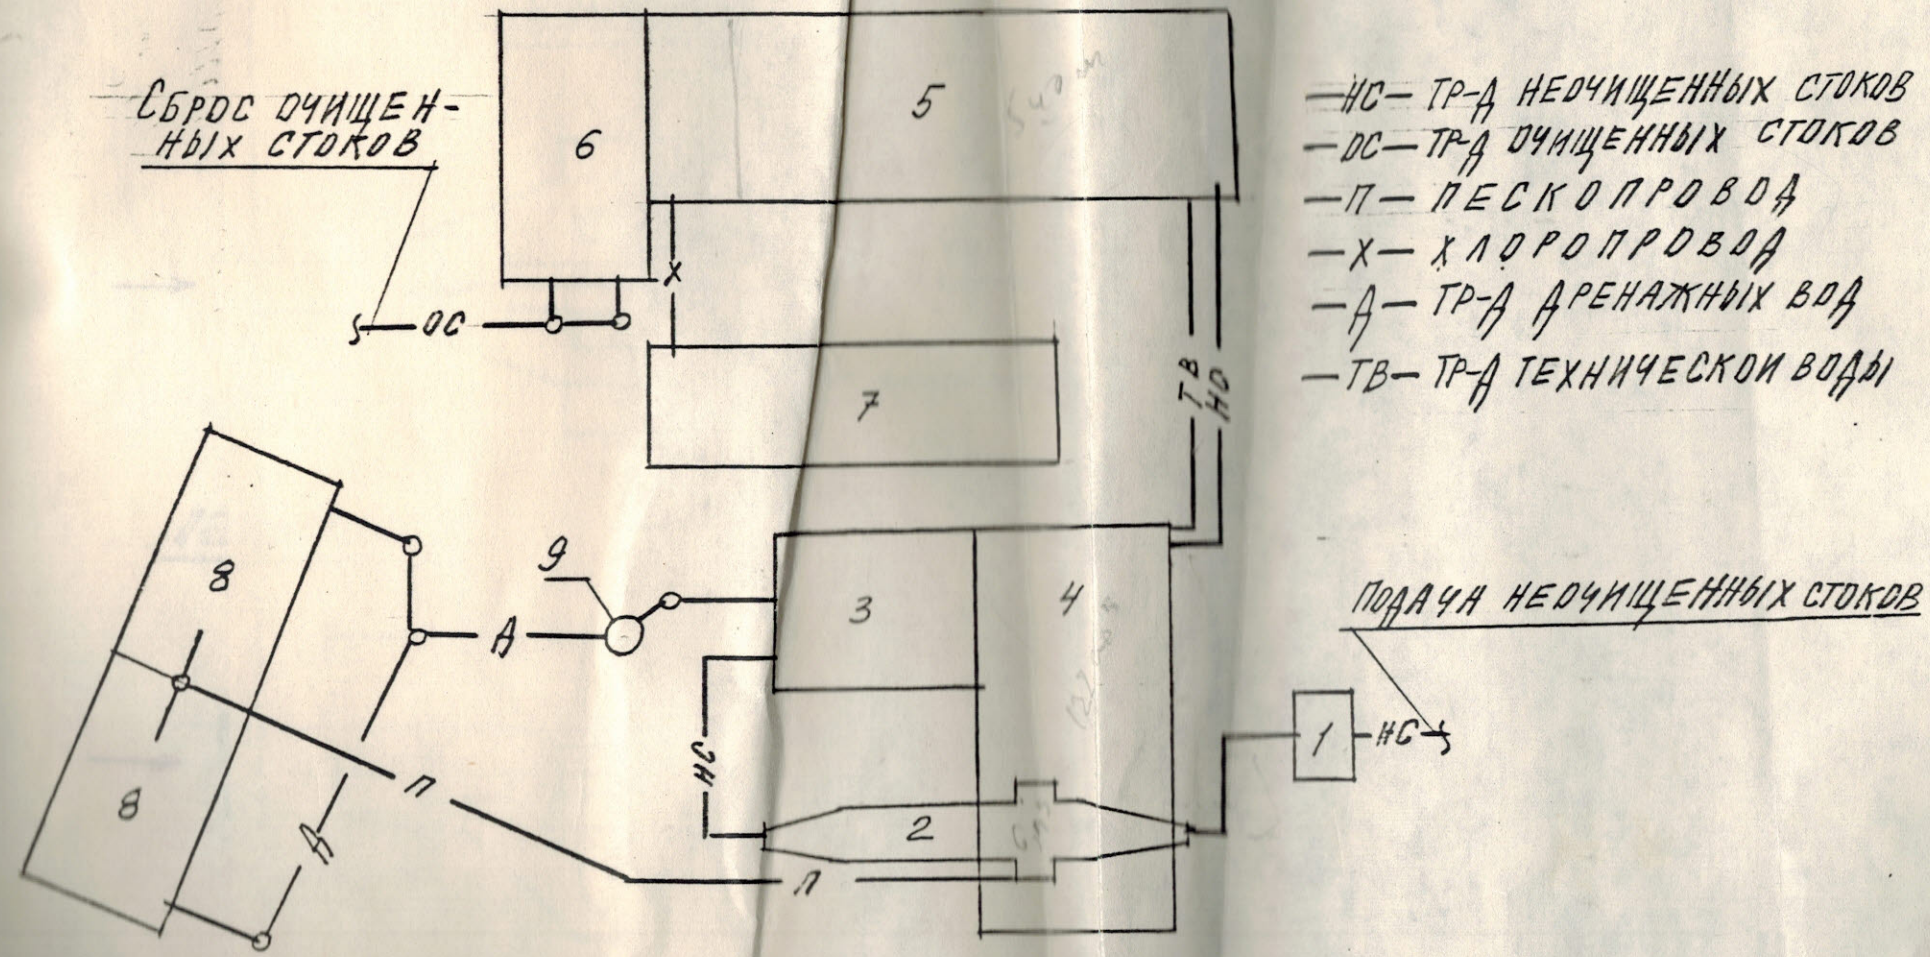 СБРОС ОЧИЩЕН-
НЫХ СТОКОВ
6
5
—НС— ТР-Д НЕОЧИЩЕННЫХ СТОКОВ
—ОС— ТР-Д ОЧИЩЕННЫХ СТОКОВ
—П— ПЕСКОПРОВОД
—Х— ХЛОРОПРОВОД
—Д— ТР-Д ДРЕНАЖНЫХ ВОД
—ТВ— ТР-Д ТЕХНИЧЕСКОЙ ВОДЫ
Х
ОС
7
ТВ
НО
8
9
3
4
Д
ПОДАЧА НЕОЧИЩЕННЫХ СТОКОВ
8
П
НС
1
НС
2
Д
П